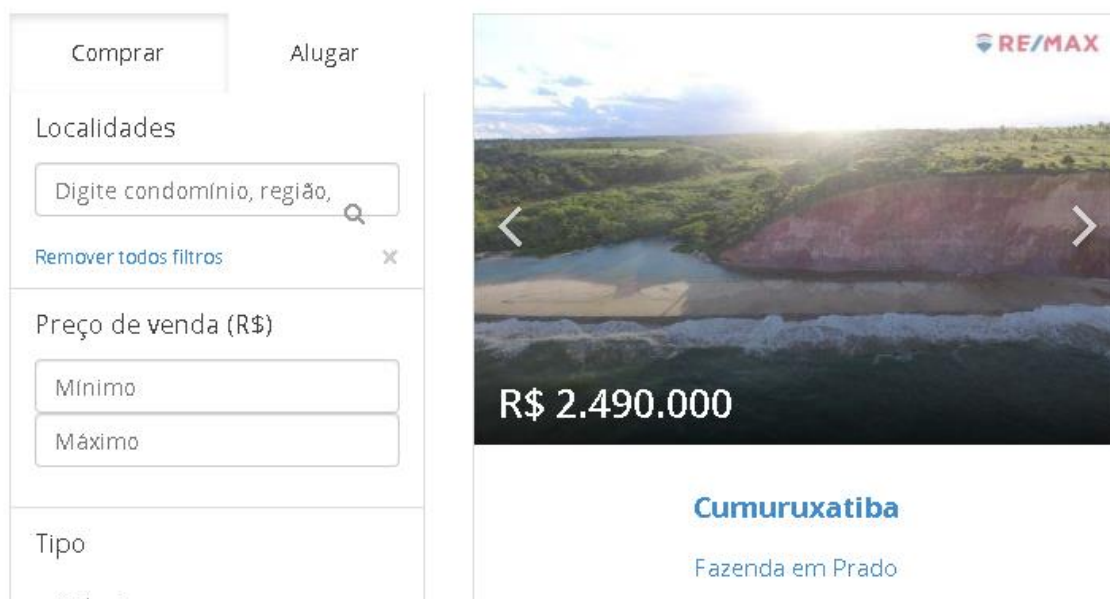 Comprar
Alugar
Localidades
Digite condomínio, região,
Remover todos filtros
Preço de venda (R$)
Mínimo
Máximo
Tipo
RE/MAX
R$ 2.490.000
Cumuruxatiba
Fazenda em Prado